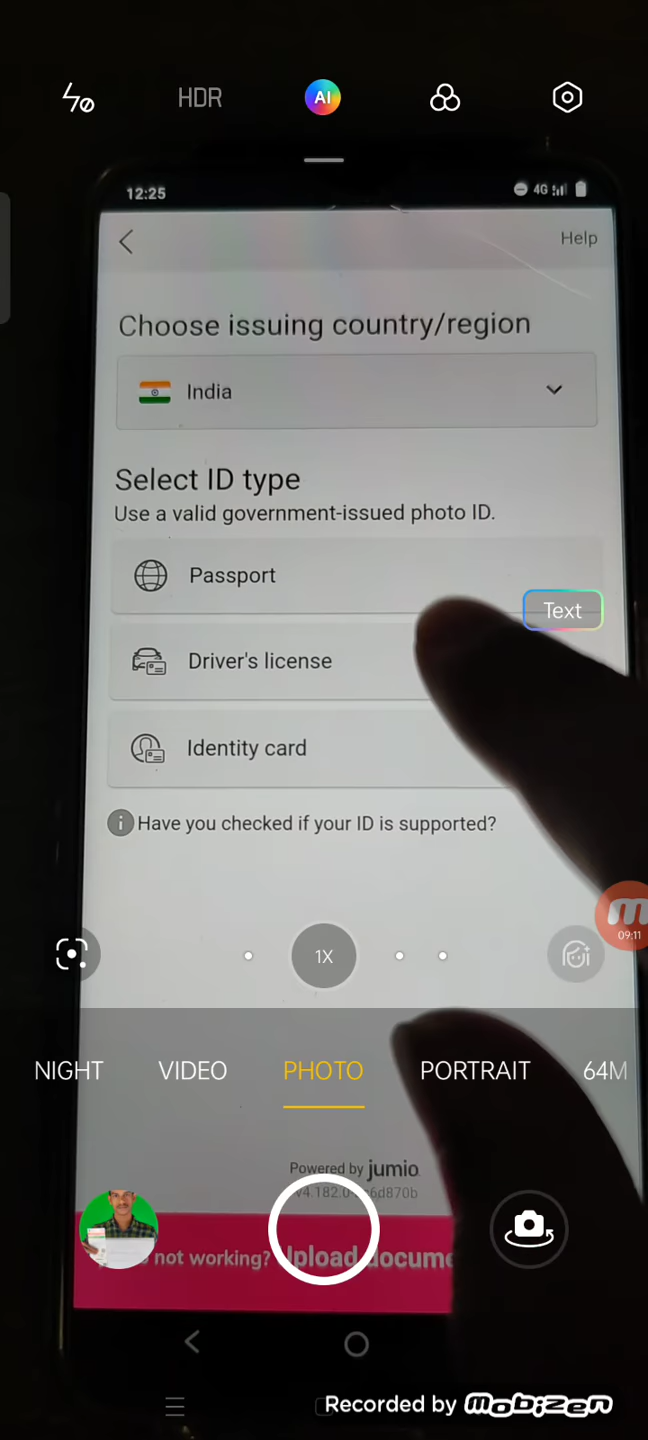 HDR
AI
12:25
4G
Help
Choose issuing country/region
India
Select ID type
Use a valid government-issued photo ID.
Passport
Text
Driver's license
Identity card
i Have you checked if your ID is supported?
m
09:11
1X
NIGHT VIDEO PHOTO PORTRAIT 64M
Powered by jumio
not working? Upload docume
Recorded by mobizen